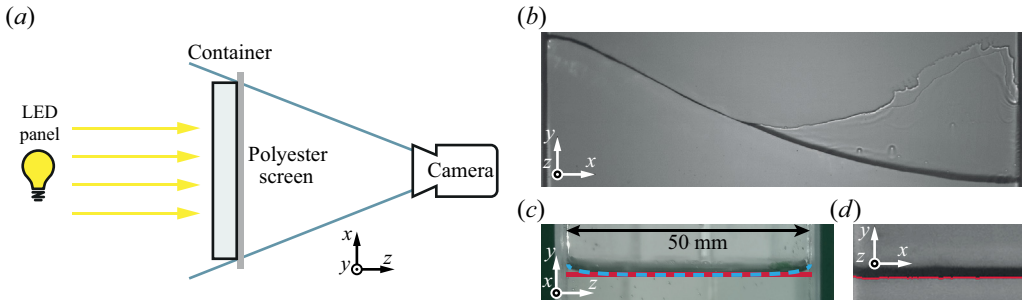 (a)
Container
LED
panel
Polyester
screen
Camera
x
y
z
(b)
y
z
x
(c)
50 mm
y
x
z
(d)
y
z
x